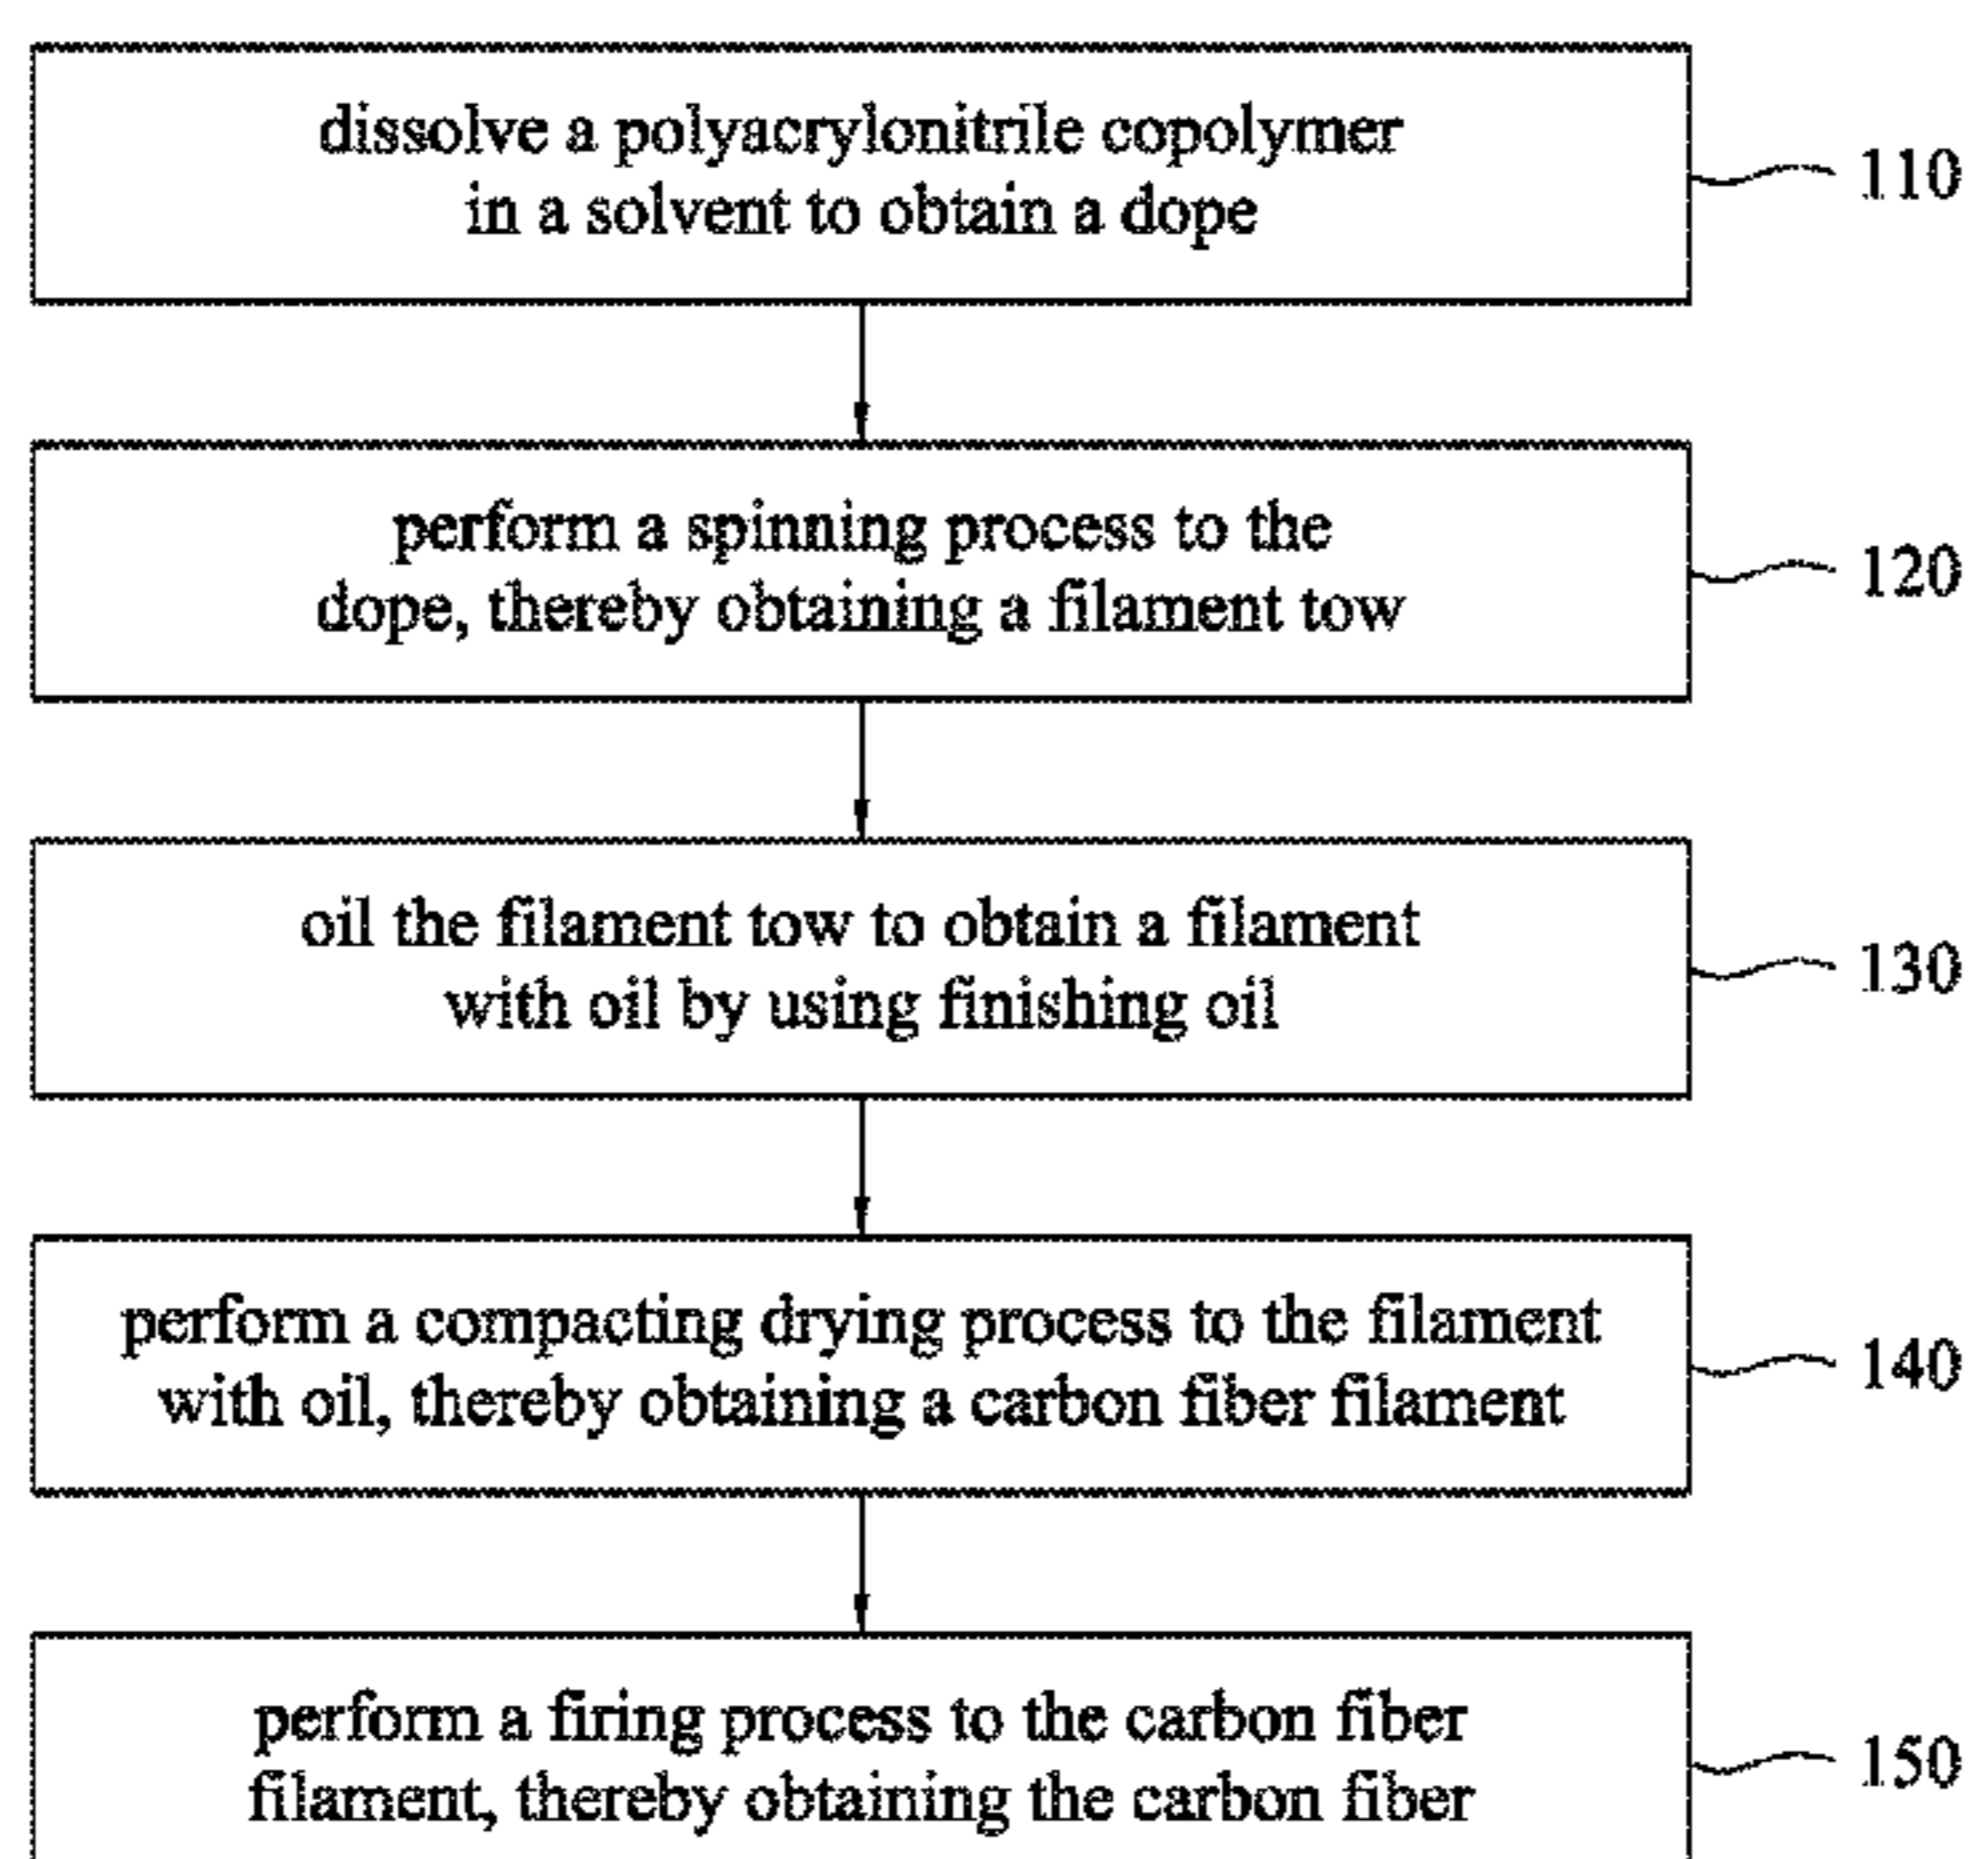 dissolve a polyacrylonitrile copolymer
in a solvent to obtain a dope
110
perform a spinning process to the
dope, thereby obtaining a filament tow
120
oil the filament tow to obtain a filament
with oil by using finishing oil
130
perform a compacting drying process to the filament
with oil, thereby obtaining a carbon fiber filament
140
perform a firing process to the carbon fiber
filament, thereby obtaining the carbon fiber
150